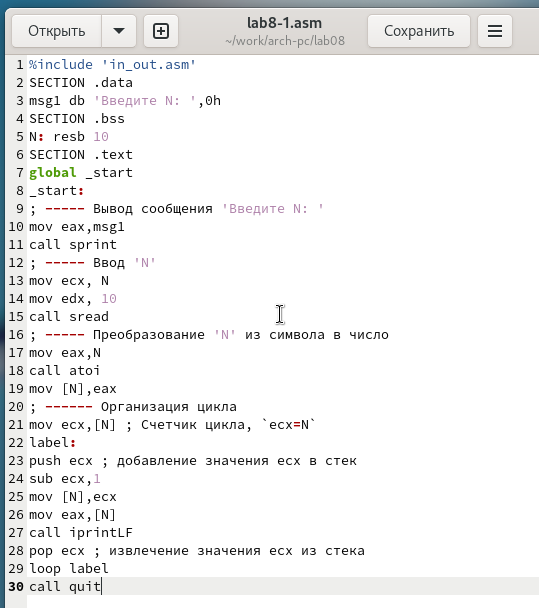 Открыть
lab8-1.asm
~/work/arch-pc/lab08
Сохранить
1 %include 'in_out.asm'
2 SECTION .data
3 msg1 db 'Введите N: ',0h
4 SECTION .bss
5 N: resb 10
6 SECTION .text
7 global _start
8 _start:
9 ; ----- Вывод сообщения 'Введите N: '
10 mov eax,msg1
11 call sprint
12 ; ----- Ввод 'N'
13 mov ecx, N
14 mov edx, 10
15 call sread
16 ; ----- Преобразование 'N' из символа в число
17 mov eax,N
18 call atoi
19 mov [N],eax
20 ; ------ Организация цикла
21 mov ecx,[N] ; Счетчик цикла, `ecx=N`
22 label:
23 push ecx ; добавление значения ecx в стек
24 sub ecx,1
25 mov [N],ecx
26 mov eax,[N]
27 call iprintLF
28 pop ecx ; извлечение значения ecx из стека
29 loop label
30 call quit